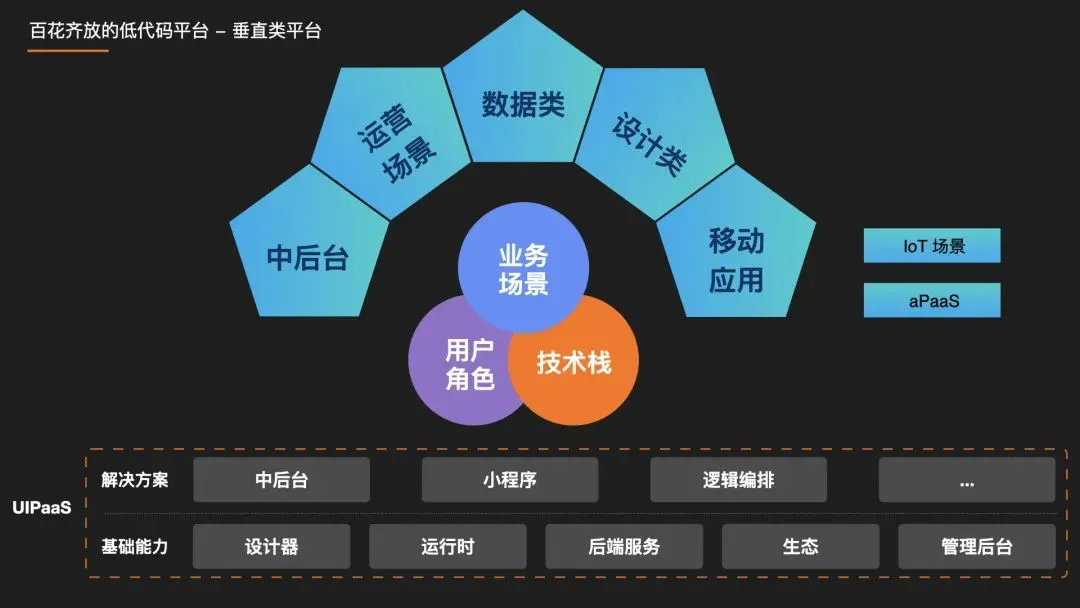 百花齐放的低代码平台 – 垂直类平台
数据类
运营
场景
设计类
中后台
移动
应用
IoT 场景
aPaaS
业务
场景
用户
角色
技术栈
UIPaaS
解决方案
中后台
小程序
逻辑编排
...
基础能力
设计器
运行时
后端服务
生态
管理后台